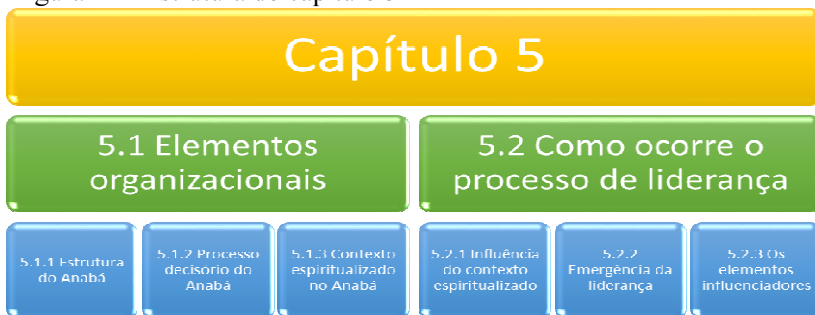 Capítulo 5
5.1 Elementos
organizacionais
5.2 Como ocorre o
processo de liderança
5.1.1 Estrutura
do Anabá
5.1.2 Processo
decisório do
Anabá
5.1.3 Contexto
espiritualizado
no Anabá
5.2.1 Influência
do contexto
espiritualizado
5.2.2
Emergência da
liderança
5.2.3 Os
elementos
influenciadores